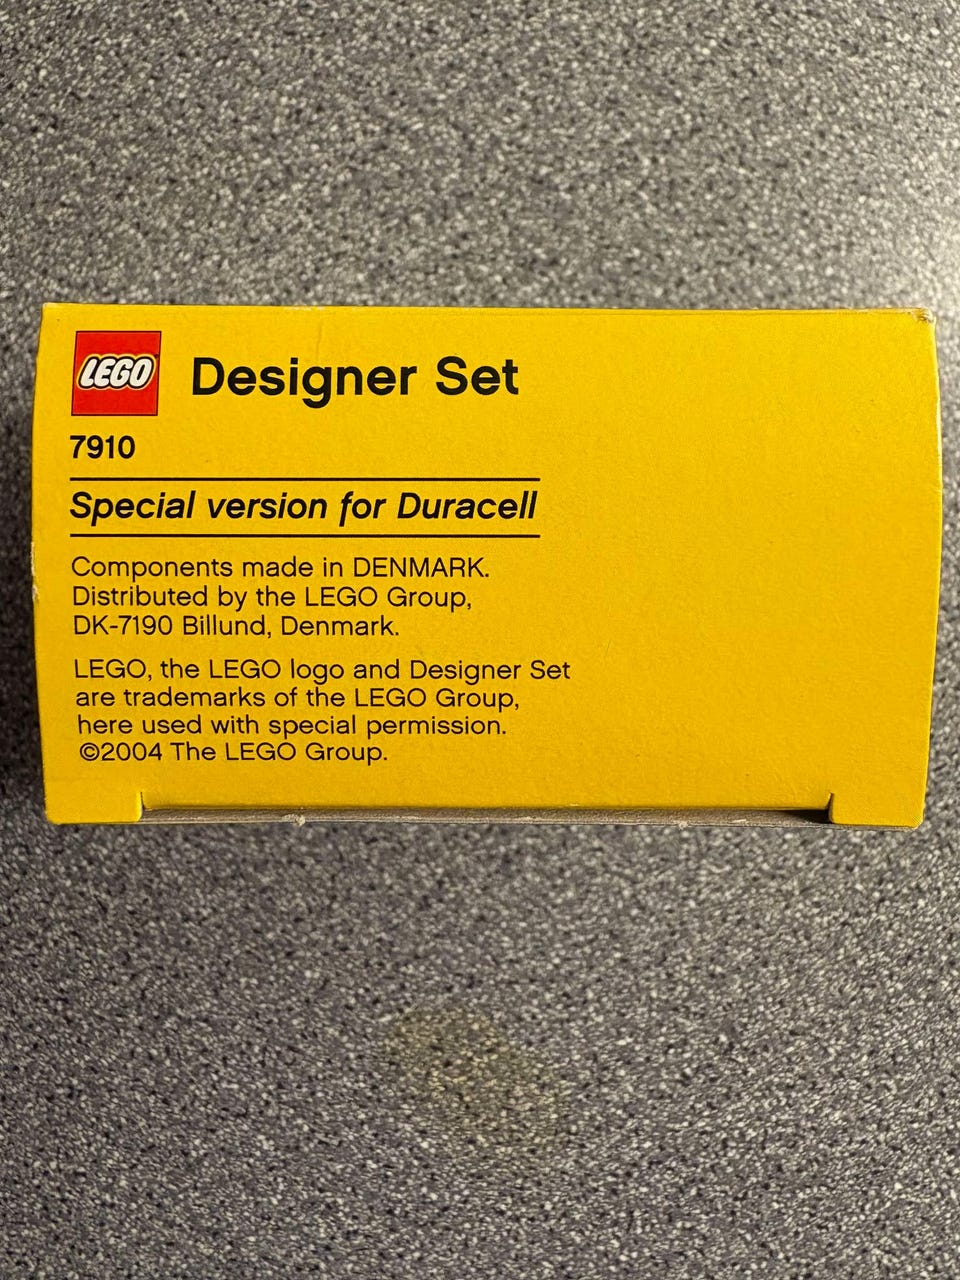 LEGO Designer Set
7910
Special version for Duracell
Components made in DENMARK.
Distributed by the LEGO Group,
DK-7190 Billund, Denmark.
LEGO, the LEGO logo and Designer Set
are trademarks of the LEGO Group,
here used with special permission.
©2004 The LEGO Group.